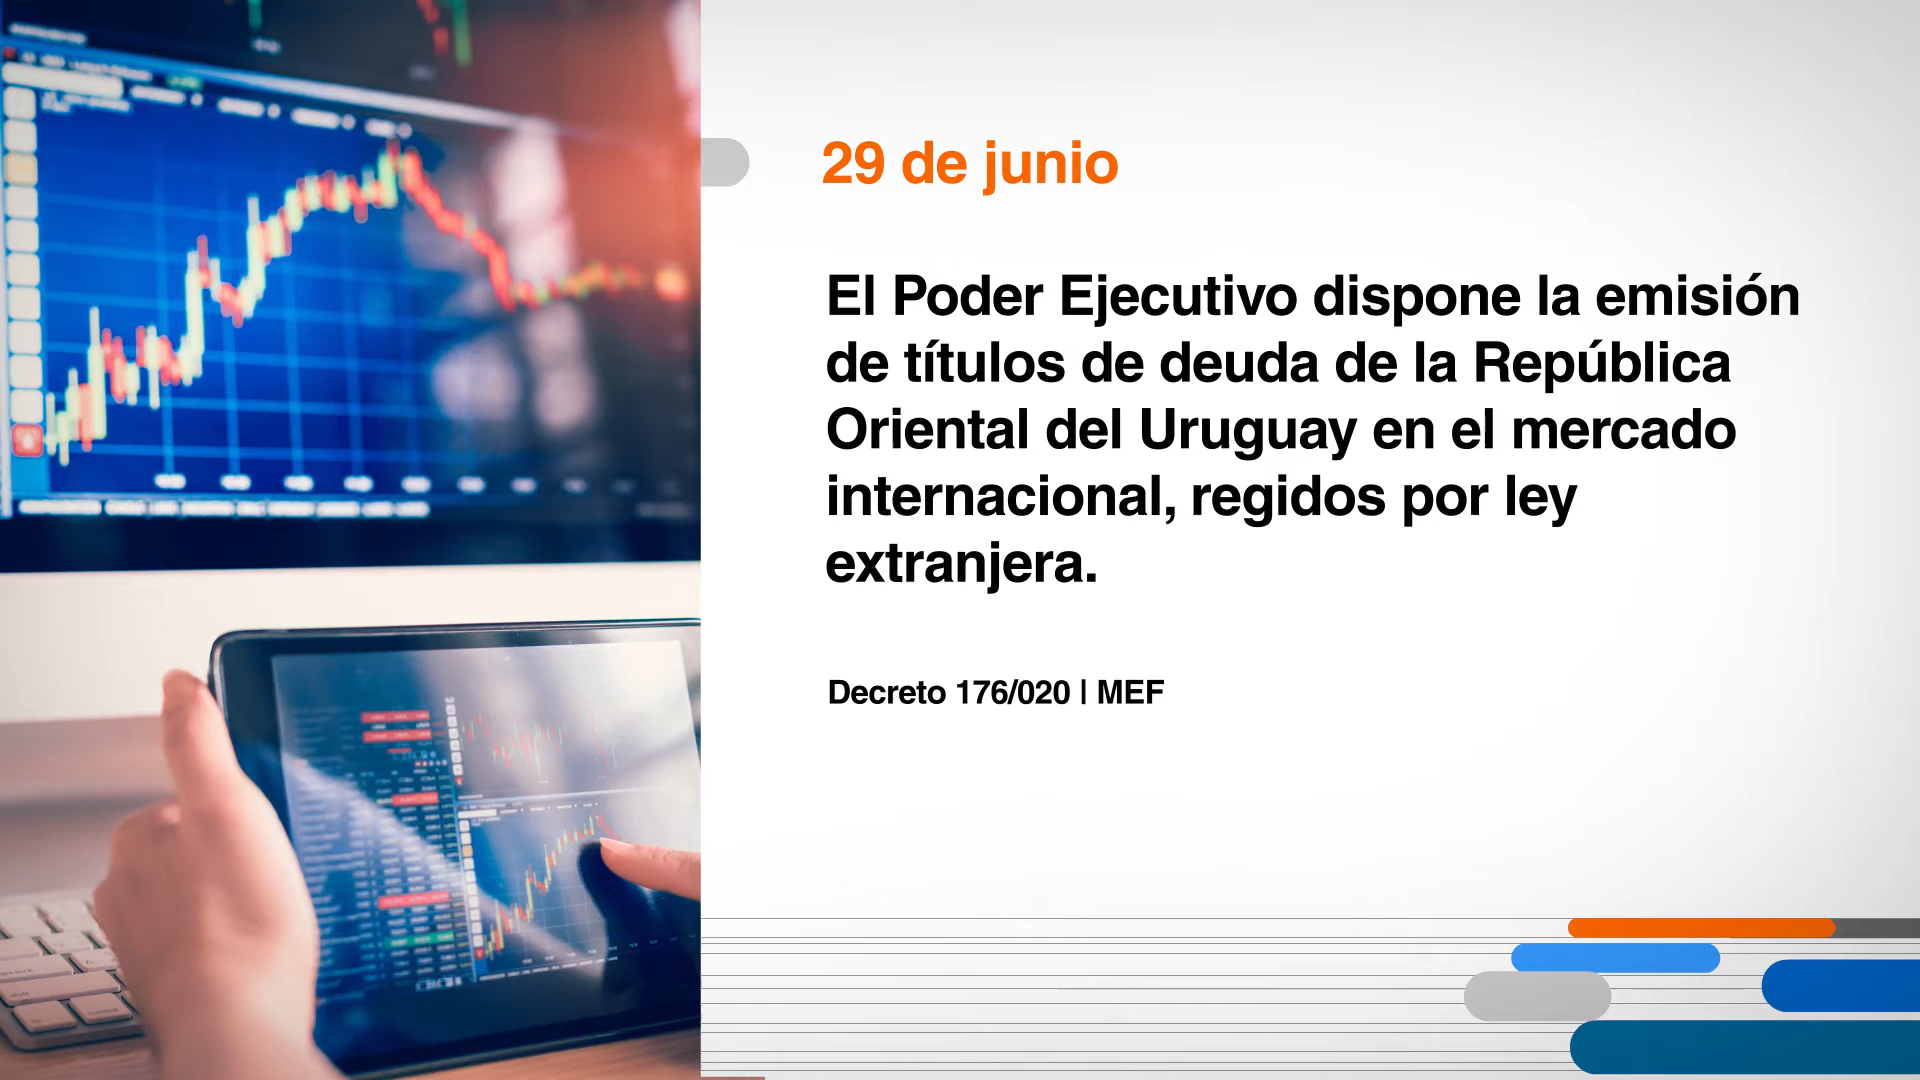 29 de junio
El Poder Ejecutivo dispone la emisión
de títulos de deuda de la República
Oriental del Uruguay en el mercado
internacional, regidos por ley
extranjera.
Decreto 176/020 | MEF